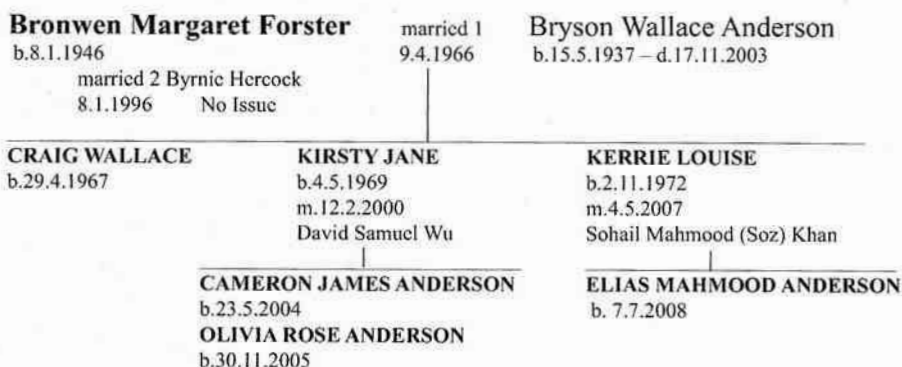 Bronwen Margaret Forster married 1 Bryson Wallace Anderson
b.8.1.1946 9.4.1966 b.15.5.1937 – d.17.11.2003
married 2 Byrnie Hercock
8.1.1996 No Issue
CRAIG WALLACE KIRSTY JANE KERRIE LOUISE
b.29.4.1967 b.4.5.1969 b.2.11.1972
m.12.2.2000 m.4.5.2007
David Samuel Wu Sohail Mahmood (Soz) Khan
CAMERON JAMES ANDERSON ELIAS MAHMOOD ANDERSON
b.23.5.2004 b. 7.7.2008
OLIVIA ROSE ANDERSON
b.30.11.2005